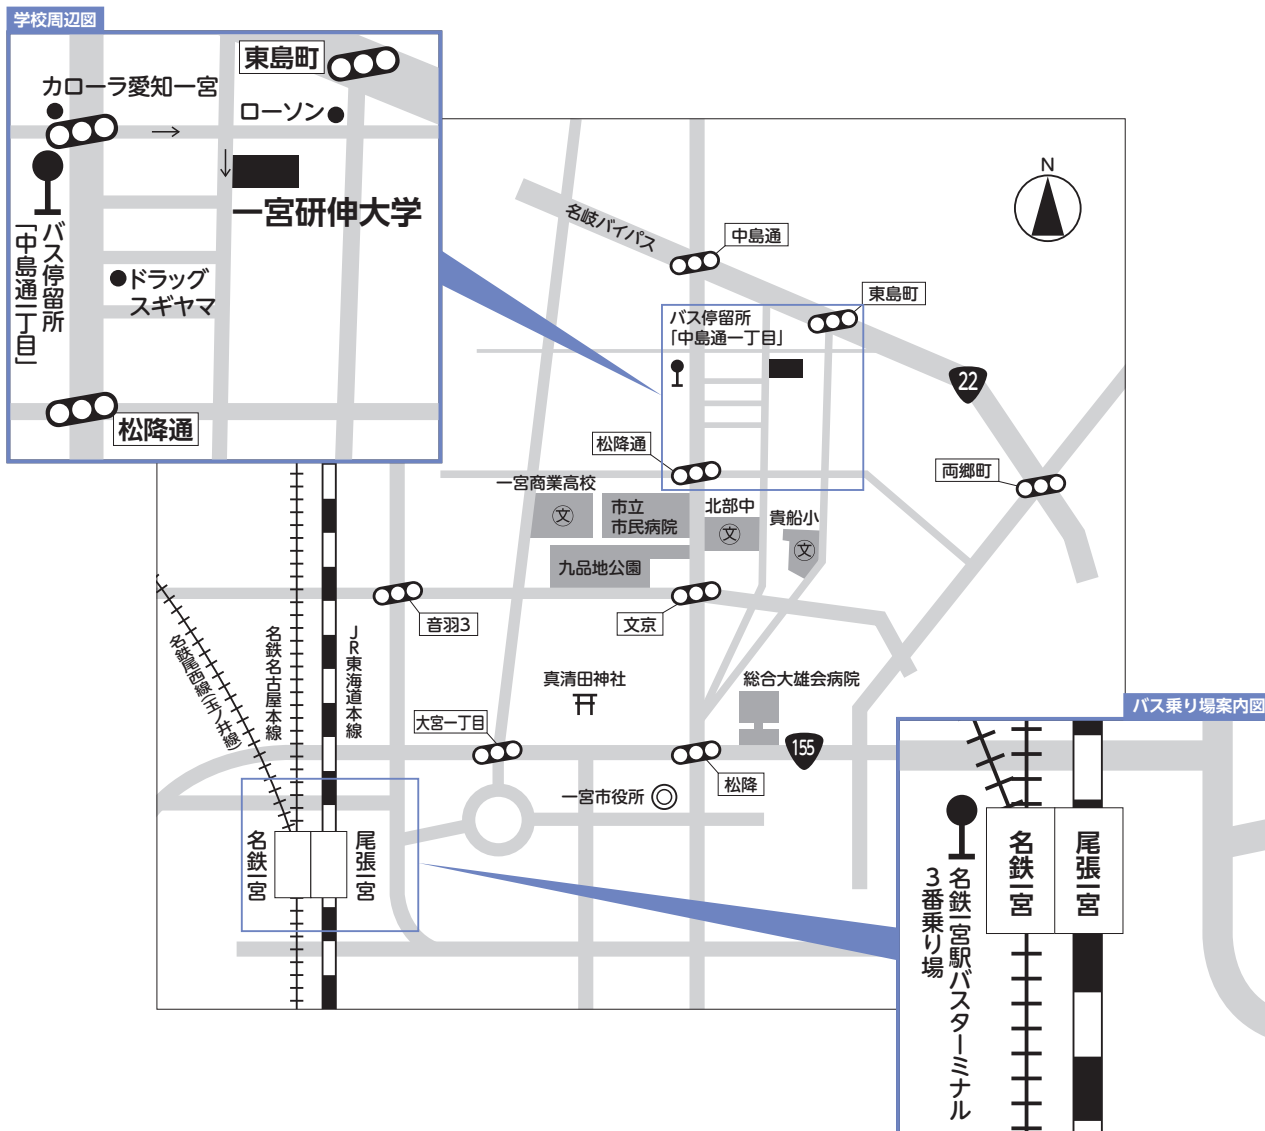 学校周辺図
東島町
カローラ愛知一宮
ローソン
一宮研伸大学
バス停留所
「中島通一丁目」
ドラッグ
スギヤマ
松降通
N
名岐バイパス
中島通
東島町
バス停留所
「中島通一丁目」
22
松降通
両郷町
一宮商業高校
文
市立
市民病院
北部中
文
貴船小
文
九品地公園
音羽3
文京
名鉄尾西線(玉ノ井線)
名鉄名古屋本線
JR東海道本線
真清田神社
総合大雄会病院
大宮一丁目
155
松降
一宮市役所
名鉄一宮
尾張一宮
バス乗り場案内図
名鉄一宮
尾張一宮
名鉄一宮駅バスターミナル
3番乗り場